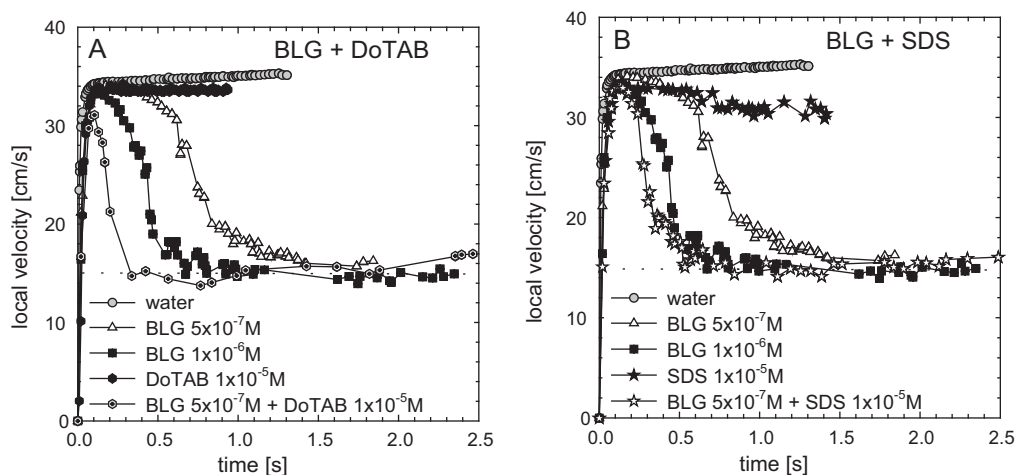 A
BLG + DoTAB
local velocity [cm/s]
40
30
20
10
0
water
BLG 5x10⁻⁷M
BLG 1x10⁻⁶M
DoTAB 1x10⁻⁵M
BLG 5x10⁻⁷M + DoTAB 1x10⁻⁵M
0.0 0.5 1.0 1.5 2.0 2.5
time [s]
B
BLG + SDS
local velocity [cm/s]
40
30
20
10
0
water
BLG 5x10⁻⁷M
BLG 1x10⁻⁶M
SDS 1x10⁻⁵M
BLG 5x10⁻⁷M + SDS 1x10⁻⁵M
0.0 0.5 1.0 1.5 2.0 2.5
time [s]